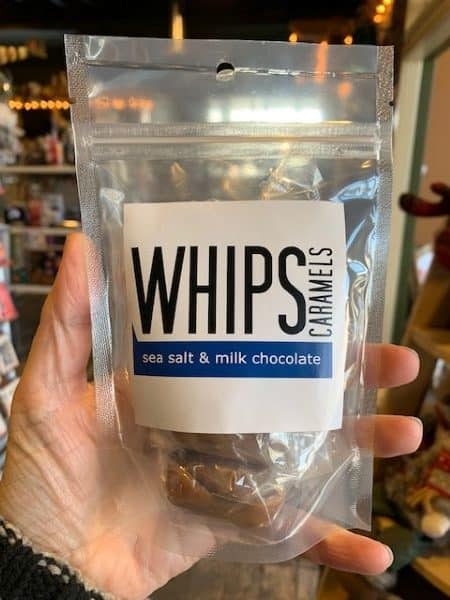 WHIPS
CARAMELS
sea salt & milk chocolate